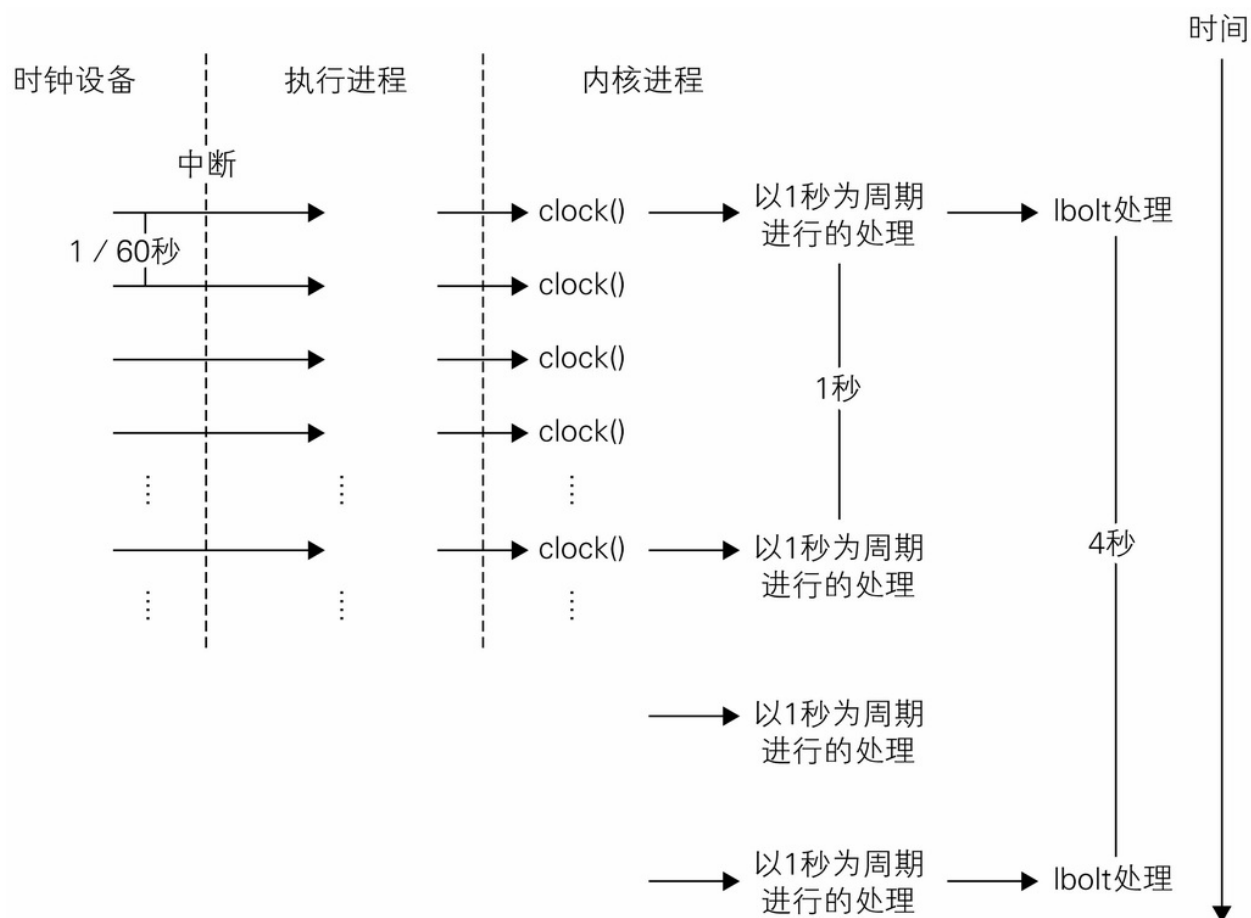 时间
时钟设备 执行进程 内核进程
中断
clock() 以1秒为周期 lbolt处理
进行的处理
1 / 60秒
clock()
clock()
1秒
clock()
⋮ ⋮ ⋮
clock() 以1秒为周期
进行的处理
4秒
⋮ ⋮ ⋮
以1秒为周期
进行的处理
以1秒为周期 lbolt处理
进行的处理